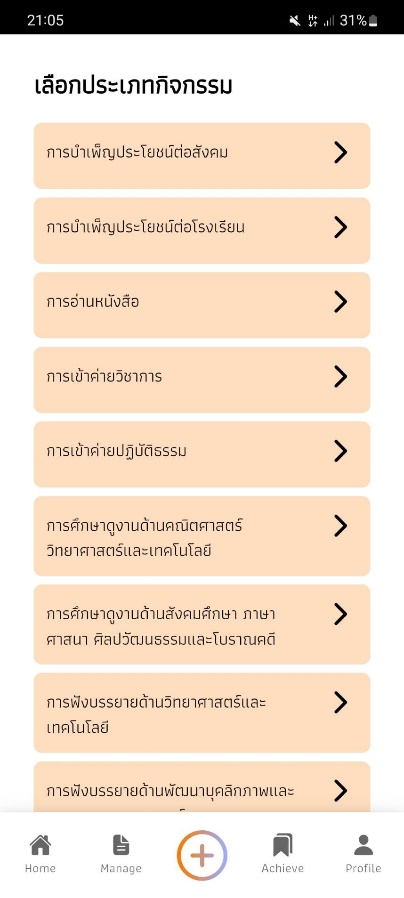 21:05
31%
เลือกประเภทกิจกรรม
การบำเพ็ญประโยชน์ต่อสังคม
การบำเพ็ญประโยชน์ต่อโรงเรียน
การอ่านหนังสือ
การเข้าค่ายวิชาการ
การเข้าค่ายปฏิบัติธรรม
การศึกษาดูงานด้านคณิตศาสตร์
วิทยาศาสตร์และเทคโนโลยี
การศึกษาดูงานด้านสังคมศึกษา ภาษา
ศาสนา ศิลปวัฒนธรรมและโบราณคดี
การฟังบรรยายด้านวิทยาศาสตร์และ
เทคโนโลยี
การฟังบรรยายด้านพัฒนาบุคลิกภาพและ
Home
Manage
Achieve
Profile